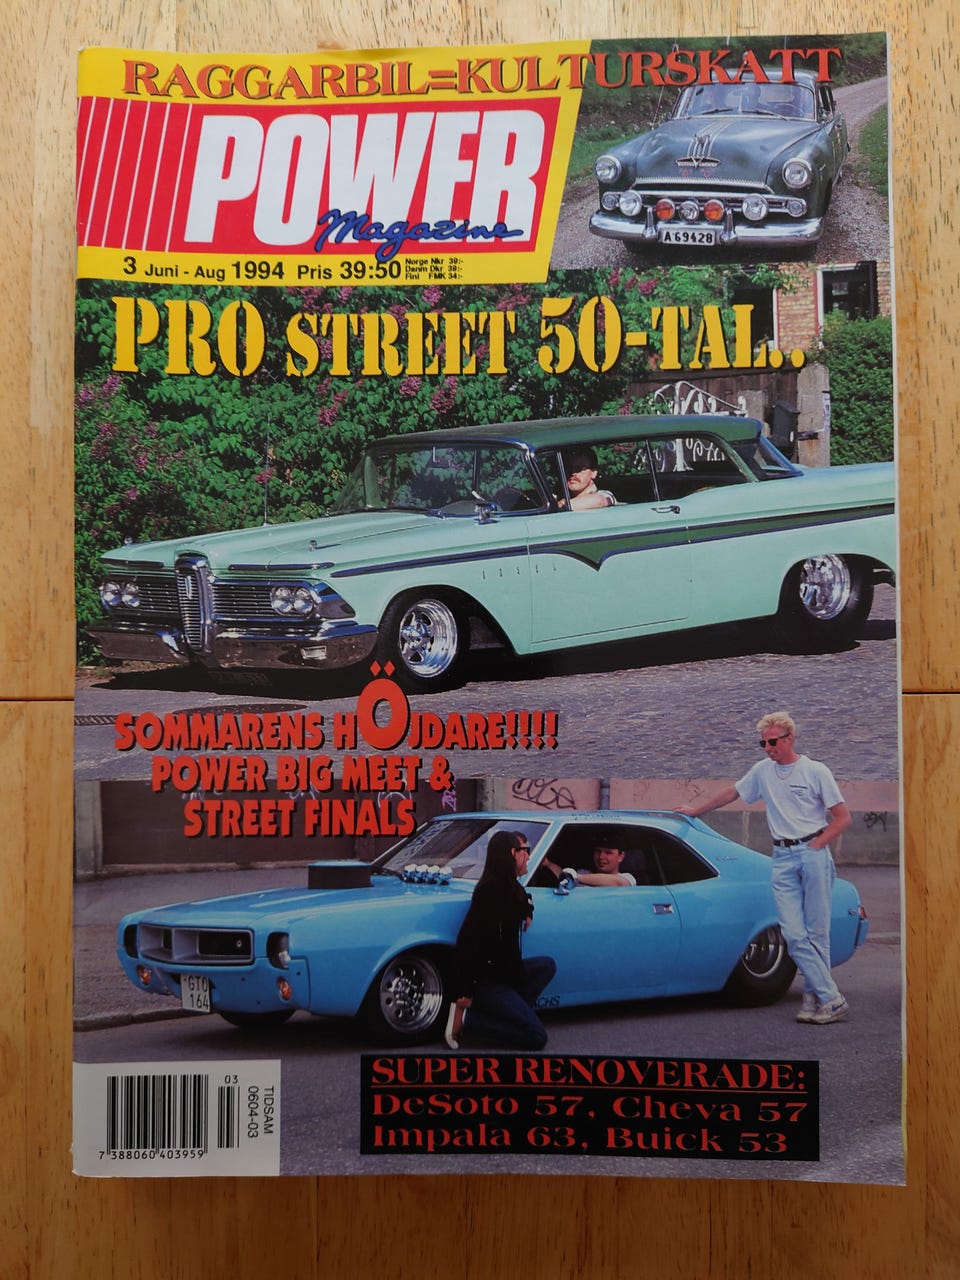 RAGGARBIL=KULTURSKATT
POWER
Magazine
3 Juni - Aug 1994 Pris 39:50
Norge Nkr 39:-
Danm Dkr 39:-
Finl FMK 34:-
A 69428
PRO STREET 50-TAL..
SOMMARENS HÖJDARE!!!!
POWER BIG MEET &
STREET FINALS
GTO
164
SUPER RENOVERADE:
DeSoto 57, Cheva 57
Impala 63, Buick 53
03
TIDSAM
0604-03
7 388060 403959